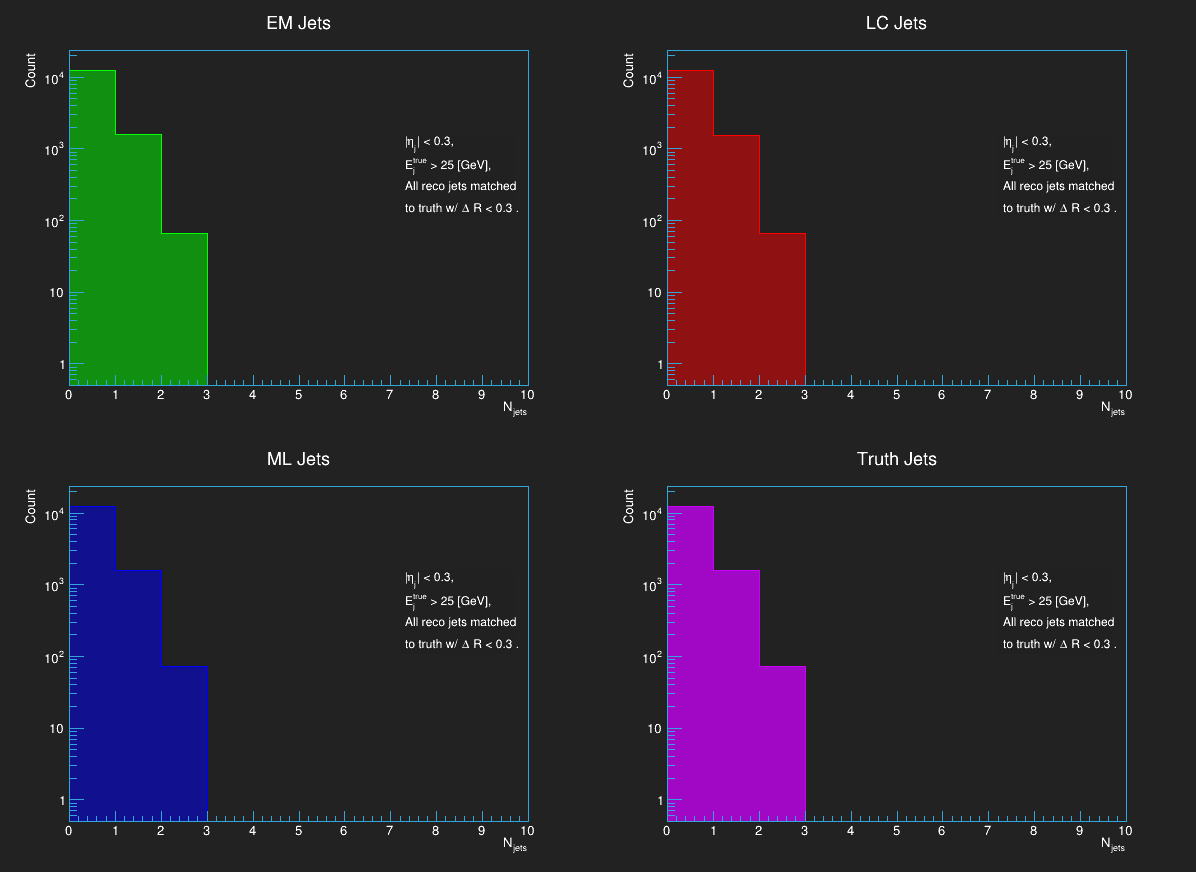 EM Jets
Count
10⁴
10³
10²
10
1
0 1 2 3 4 5 6 7 8 9 10
N_jets
|η_j| < 0.3,
E_j^true > 25 [GeV],
All reco jets matched
to truth w/ Δ R < 0.3 .
LC Jets
Count
10⁴
10³
10²
10
1
0 1 2 3 4 5 6 7 8 9 10
N_jets
|η_j| < 0.3,
E_j^true > 25 [GeV],
All reco jets matched
to truth w/ Δ R < 0.3 .
ML Jets
Count
10⁴
10³
10²
10
1
0 1 2 3 4 5 6 7 8 9 10
N_jets
|η_j| < 0.3,
E_j^true > 25 [GeV],
All reco jets matched
to truth w/ Δ R < 0.3 .
Truth Jets
Count
10⁴
10³
10²
10
1
0 1 2 3 4 5 6 7 8 9 10
N_jets
|η_j| < 0.3,
E_j^true > 25 [GeV],
All reco jets matched
to truth w/ Δ R < 0.3 .